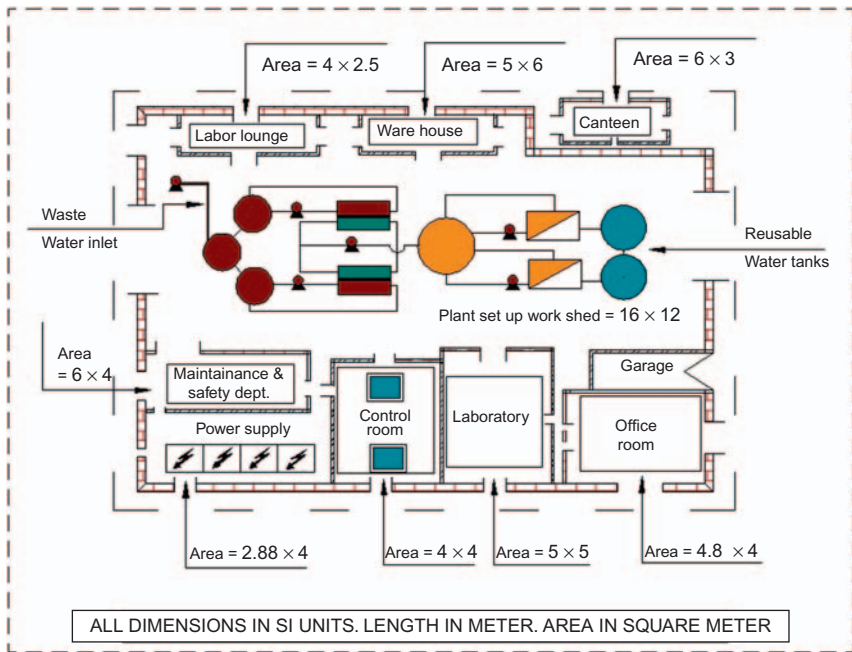 Area = 4 × 2.5
Area = 5 × 6
Area = 6 × 3
Labor lounge
Ware house
Canteen
Waste
Water inlet
Reusable
Water tanks
Plant set up work shed = 16 × 12
Area
= 6 × 4
Maintainance &
safety dept.
Power supply
Control
room
Laboratory
Garage
Office
room
Area = 2.88 × 4
Area = 4 × 4
Area = 5 × 5
Area = 4.8 × 4
ALL DIMENSIONS IN SI UNITS. LENGTH IN METER. AREA IN SQUARE METER